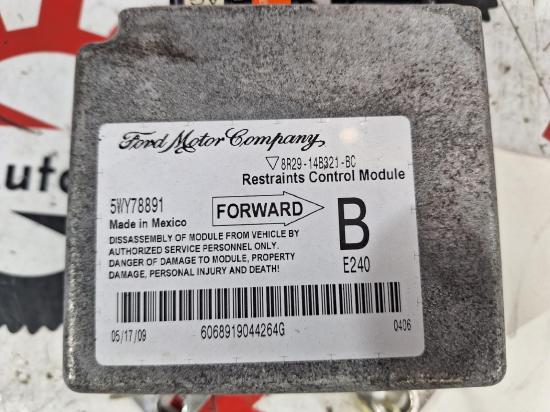 Ford Motor Company
▽ 8R29-14B321-BC
Restraints Control Module
5WY78891
Made in Mexico
FORWARD
B
DISASSEMBLY OF MODULE FROM VEHICLE BY
AUTHORIZED SERVICE PERSONNEL ONLY.
DANGER OF DAMAGE TO MODULE, PROPERTY
DAMAGE, PERSONAL INJURY AND DEATH!
E240
05/17/09
6068919044264G
0406